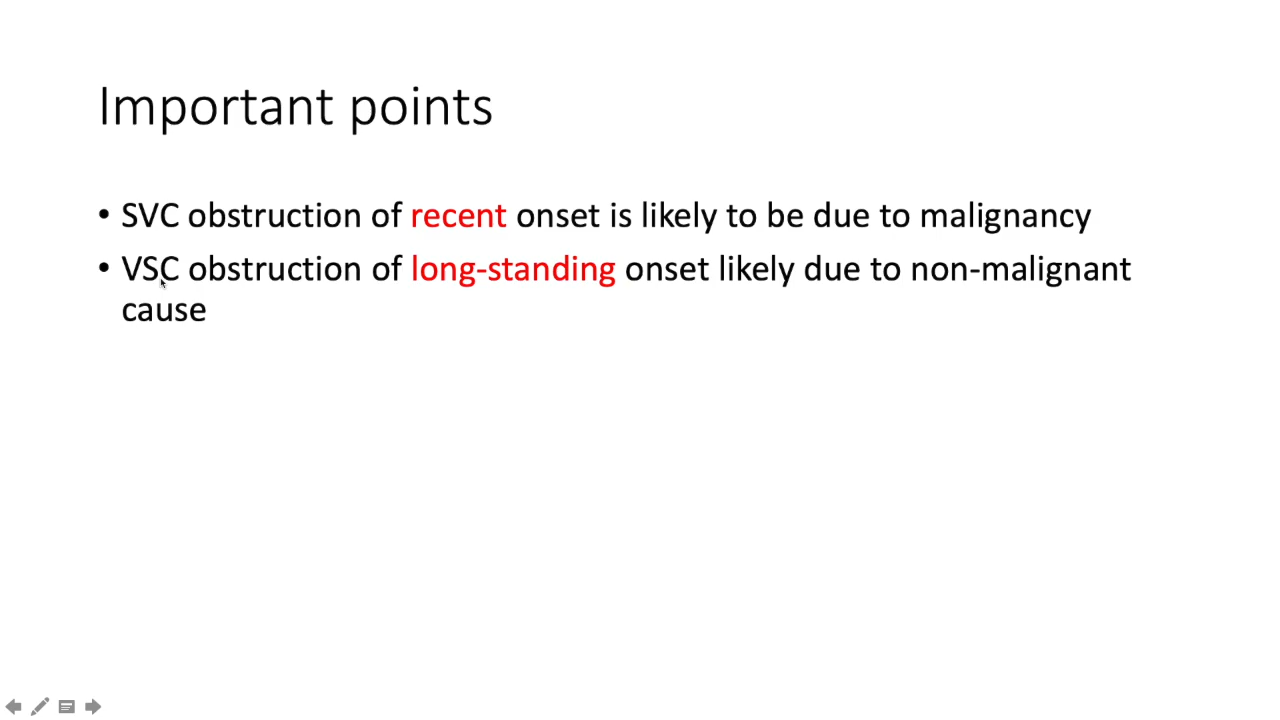 Important points
• SVC obstruction of recent onset is likely to be due to malignancy
• VSC obstruction of long-standing onset likely due to non-malignant
cause